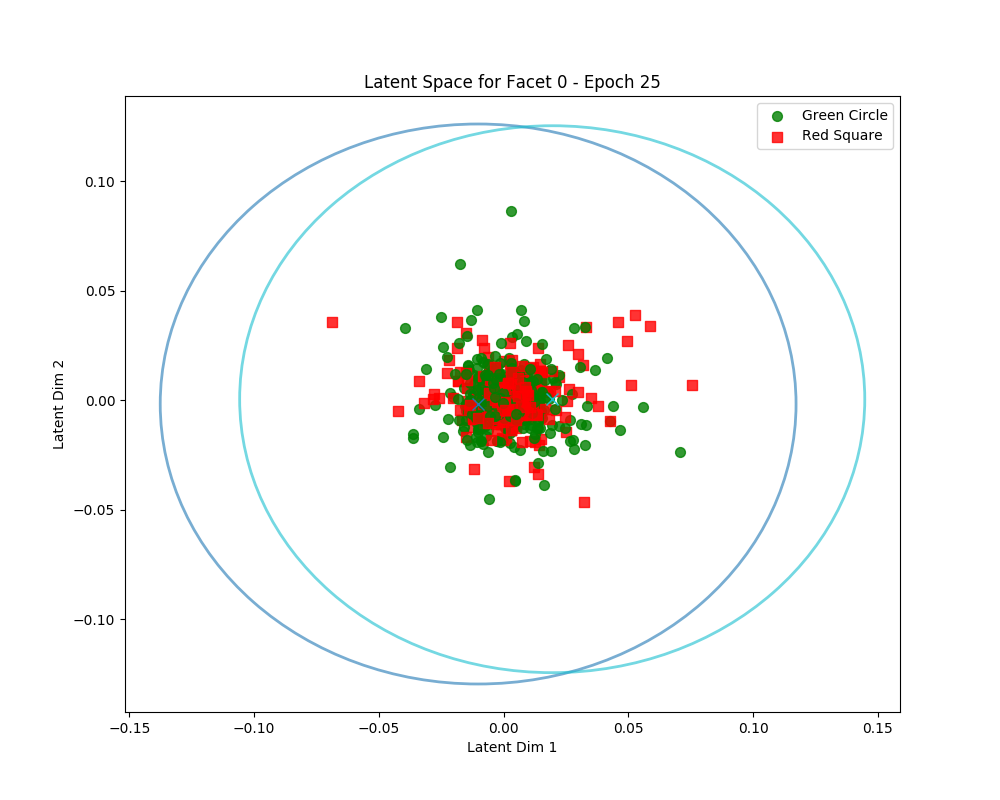 Latent Space for Facet 0 - Epoch 25
Green Circle
Red Square
0.10
0.05
0.00
−0.05
−0.10
Latent Dim 2
−0.15
−0.10
−0.05
0.00
0.05
0.10
0.15
Latent Dim 1